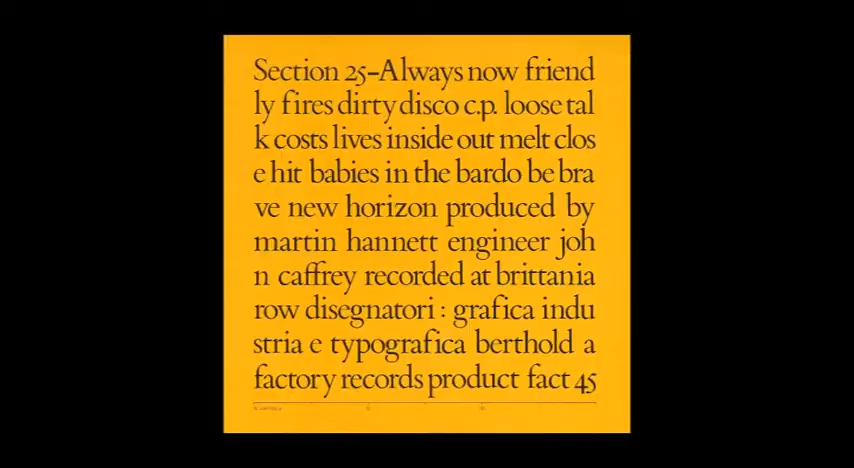 Section 25–Always now friend
ly fires dirty disco c.p. loose tal
k costs lives inside out melt clos
e hit babies in the bardo be bra
ve new horizon produced by
martin hannett engineer joh
n caffrey recorded at brittania
row disegnatori : grafica indu
stria e typografica berthold a
factory records product fact 45